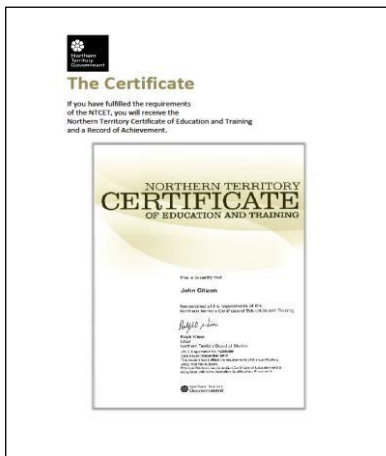 Northern
Territory
Government
The Certificate
If you have fulfilled the requirements
of the NTCET, you will receive the
Northern Territory Certificate of Education and Training
and a Record of Achievement.
NORTHERN TERRITORY
CERTIFICATE
OF EDUCATION AND TRAINING
This is to certify that
John Citizen
has satisfied all the requirements of the
Northern Territory Certificate of Education and Training
Chair
Northern Territory Board of Studies
Northern Territory
Government